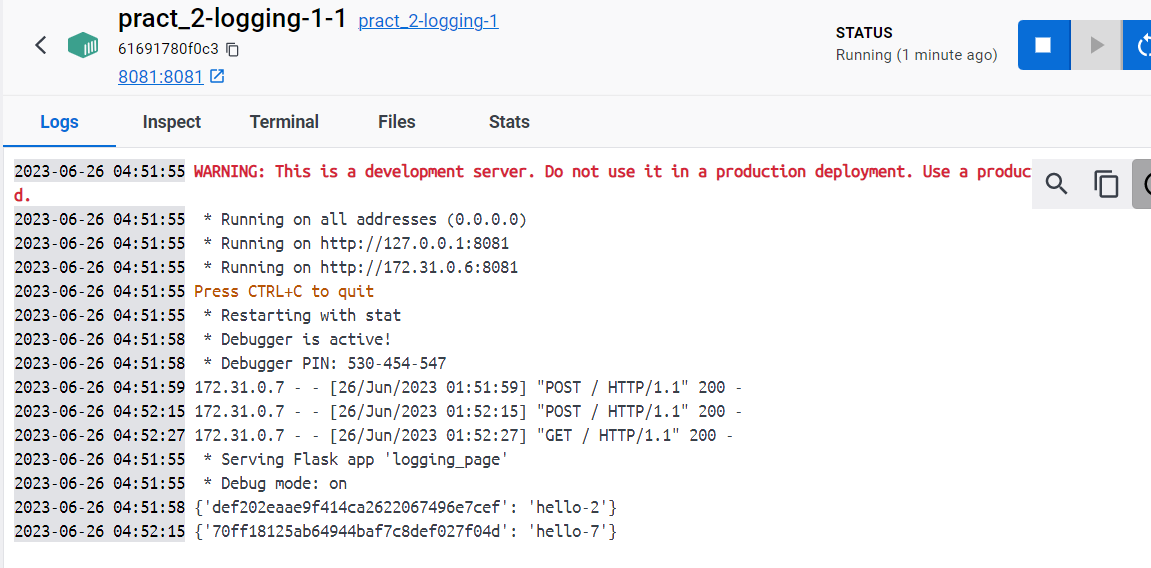 pract_2-logging-1-1 pract_2-logging-1
61691780f0c3
8081:8081
STATUS
Running (1 minute ago)
Logs Inspect Terminal Files Stats
2023-06-26 04:51:55 WARNING: This is a development server. Do not use it in a production deployment. Use a produc
d.
2023-06-26 04:51:55  * Running on all addresses (0.0.0.0)
2023-06-26 04:51:55  * Running on http://127.0.0.1:8081
2023-06-26 04:51:55  * Running on http://172.31.0.6:8081
2023-06-26 04:51:55 Press CTRL+C to quit
2023-06-26 04:51:55  * Restarting with stat
2023-06-26 04:51:58  * Debugger is active!
2023-06-26 04:51:58  * Debugger PIN: 530-454-547
2023-06-26 04:51:59 172.31.0.7 - - [26/Jun/2023 01:51:59] "POST / HTTP/1.1" 200 -
2023-06-26 04:52:15 172.31.0.7 - - [26/Jun/2023 01:52:15] "POST / HTTP/1.1" 200 -
2023-06-26 04:52:27 172.31.0.7 - - [26/Jun/2023 01:52:27] "GET / HTTP/1.1" 200 -
2023-06-26 04:51:55  * Serving Flask app 'logging_page'
2023-06-26 04:51:55  * Debug mode: on
2023-06-26 04:51:58 {'def202eaae9f414ca2622067496e7cef': 'hello-2'}
2023-06-26 04:52:15 {'70ff18125ab64944baf7c8def027f04d': 'hello-7'}